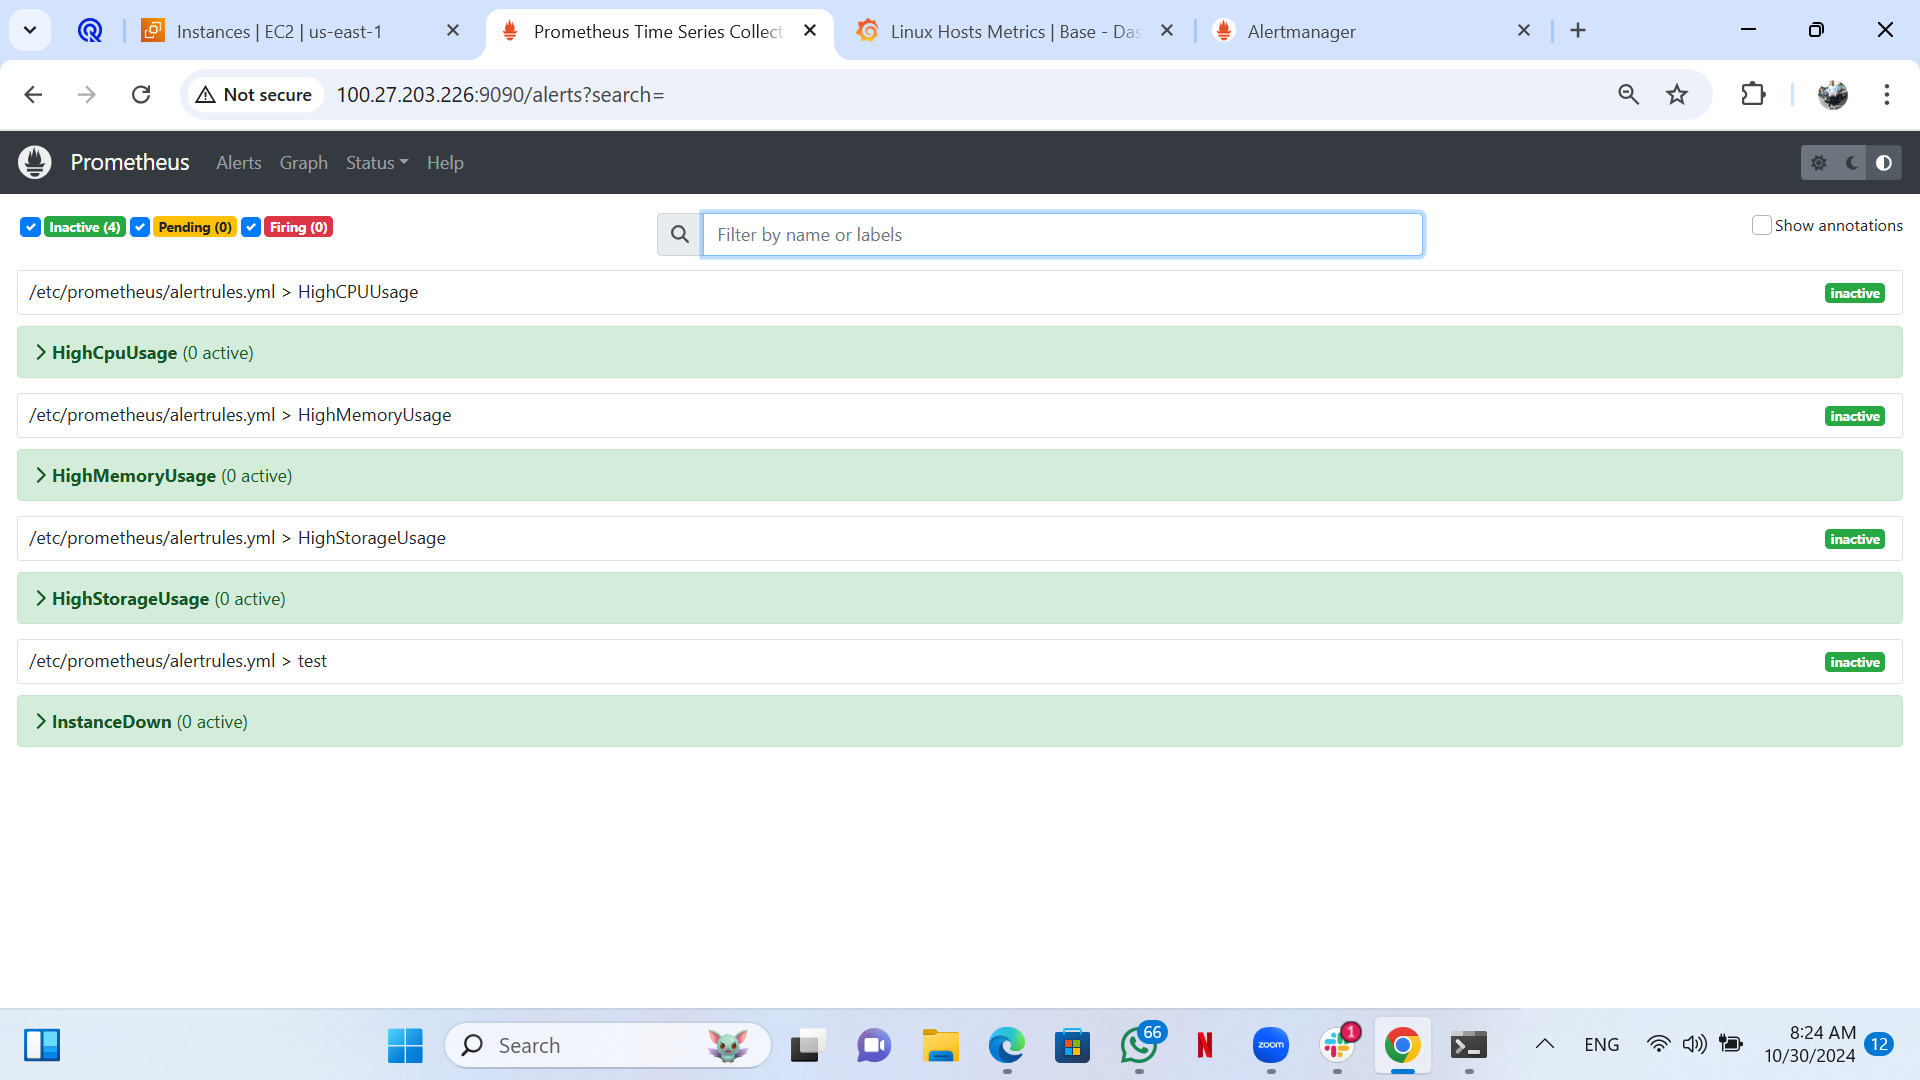 Instances | EC2 | us-east-1
Prometheus Time Series Collect
Linux Hosts Metrics | Base - Das
Alertmanager
Not secure
100.27.203.226:9090/alerts?search=
Prometheus
Alerts
Graph
Status
Help
Inactive (4)
Pending (0)
Firing (0)
Filter by name or labels
Show annotations
/etc/prometheus/alertrules.yml > HighCPUUsage
inactive
HighCpuUsage (0 active)
/etc/prometheus/alertrules.yml > HighMemoryUsage
inactive
HighMemoryUsage (0 active)
/etc/prometheus/alertrules.yml > HighStorageUsage
inactive
HighStorageUsage (0 active)
/etc/prometheus/alertrules.yml > test
inactive
InstanceDown (0 active)
Search
66
N
zoom
1
ENG
8:24 AM
10/30/2024
12